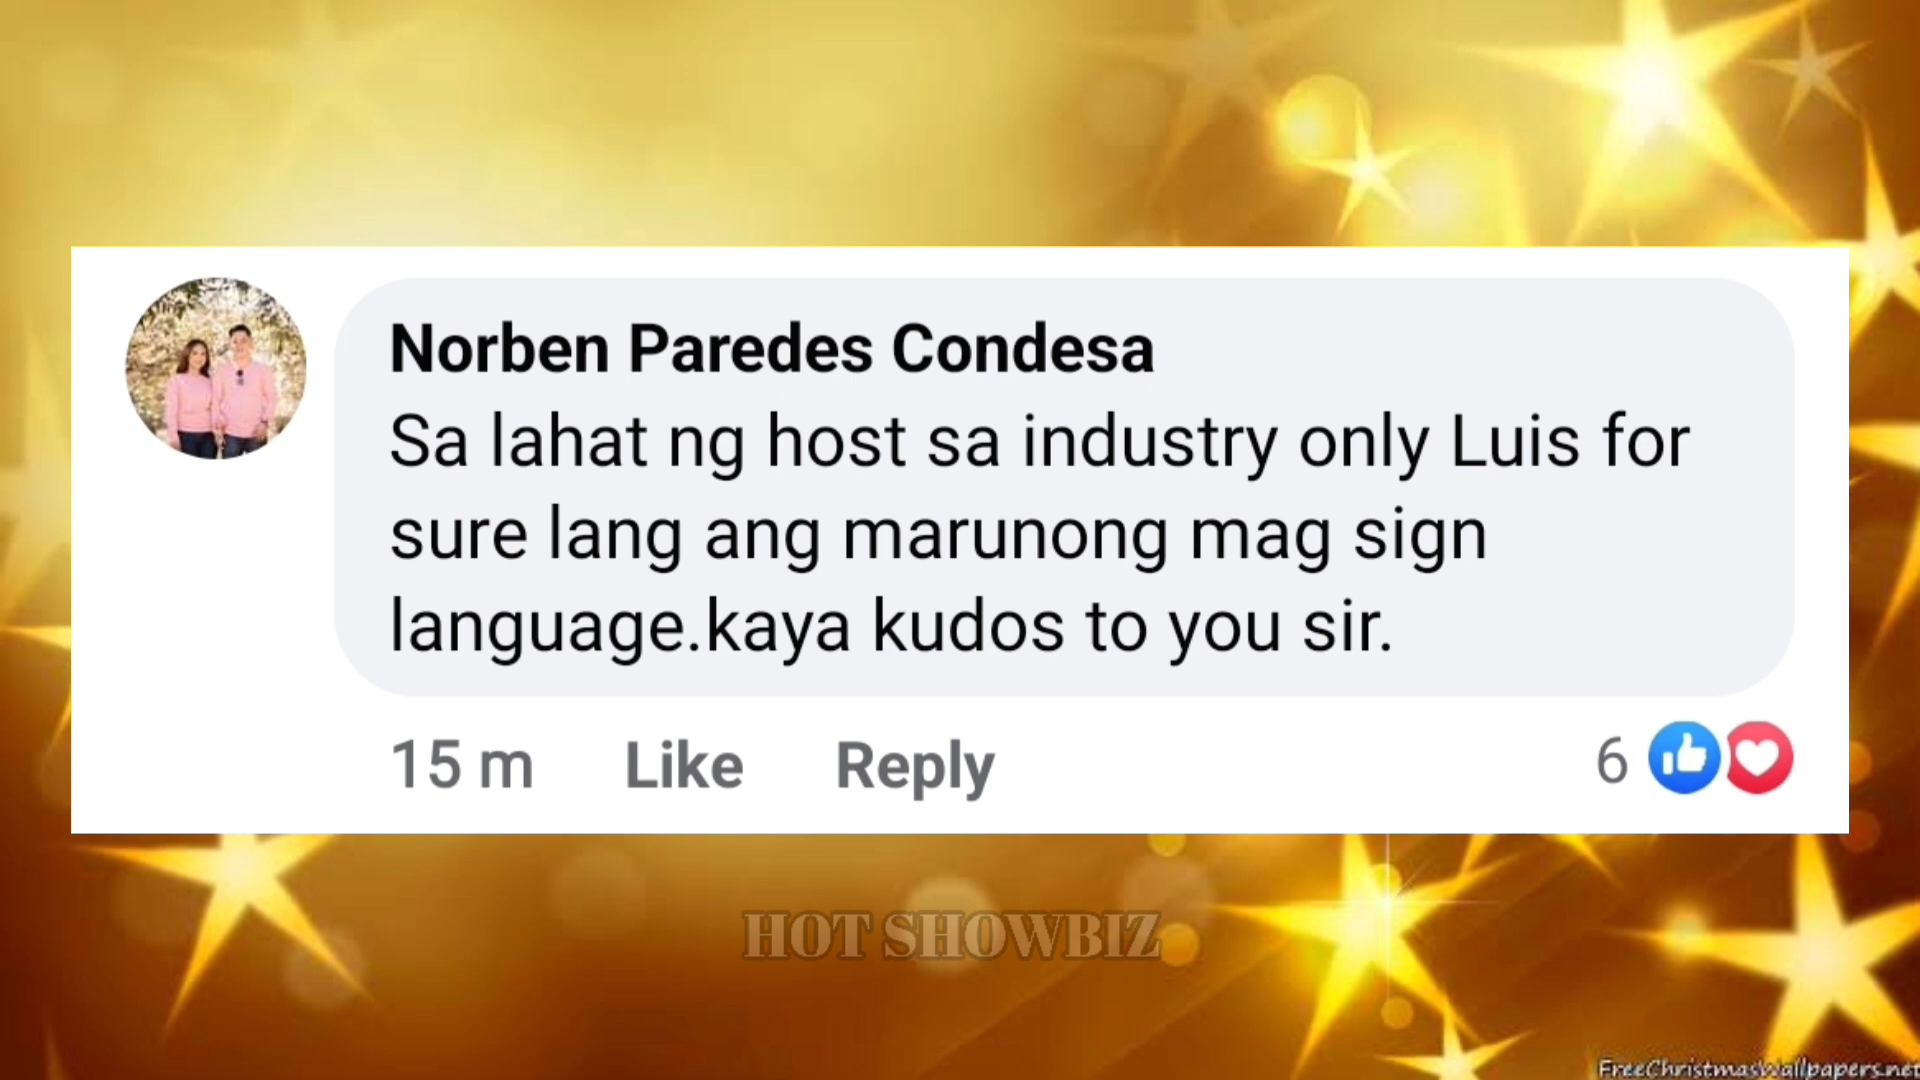 Norben Paredes Condesa
Sa lahat ng host sa industry only Luis for
sure lang ang marunong mag sign
language.kaya kudos to you sir.
15 m Like Reply 6
HOT SHOWBIZ
FreeChristmasWallpapers.net